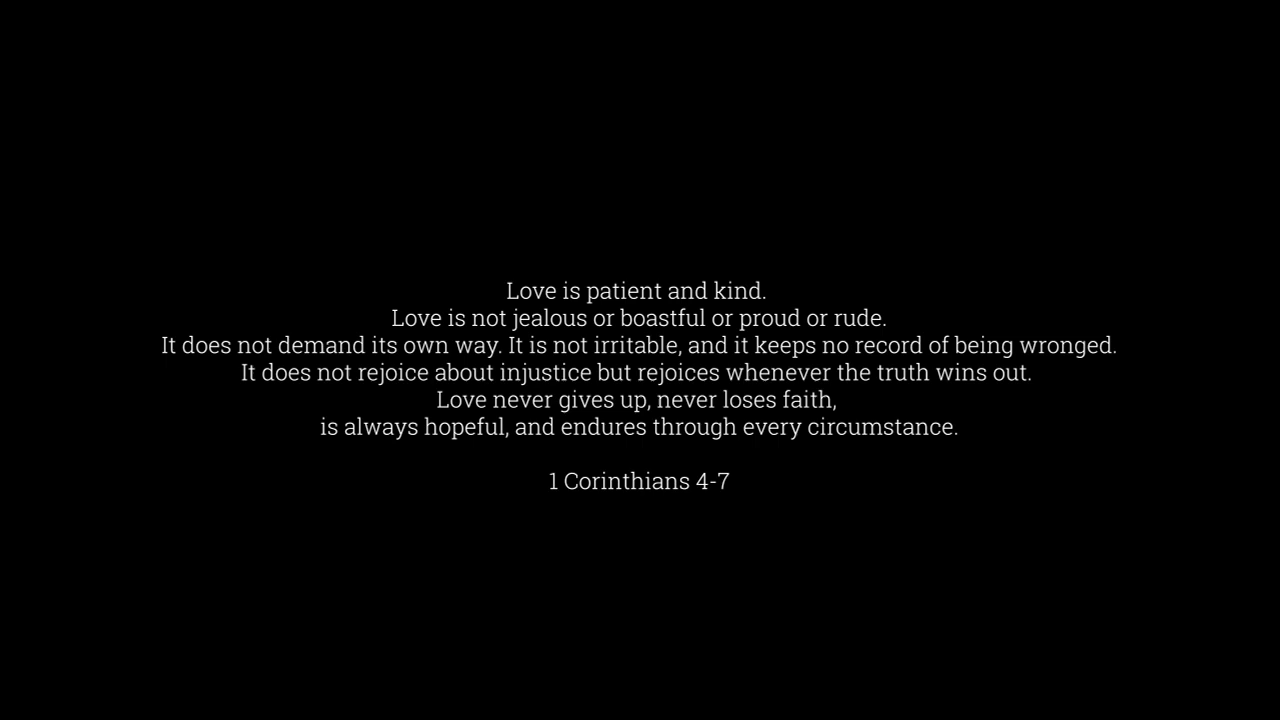 Love is patient and kind.
Love is not jealous or boastful or proud or rude.
It does not demand its own way. It is not irritable, and it keeps no record of being wronged.
It does not rejoice about injustice but rejoices whenever the truth wins out.
Love never gives up, never loses faith,
is always hopeful, and endures through every circumstance.
1 Corinthians 4-7